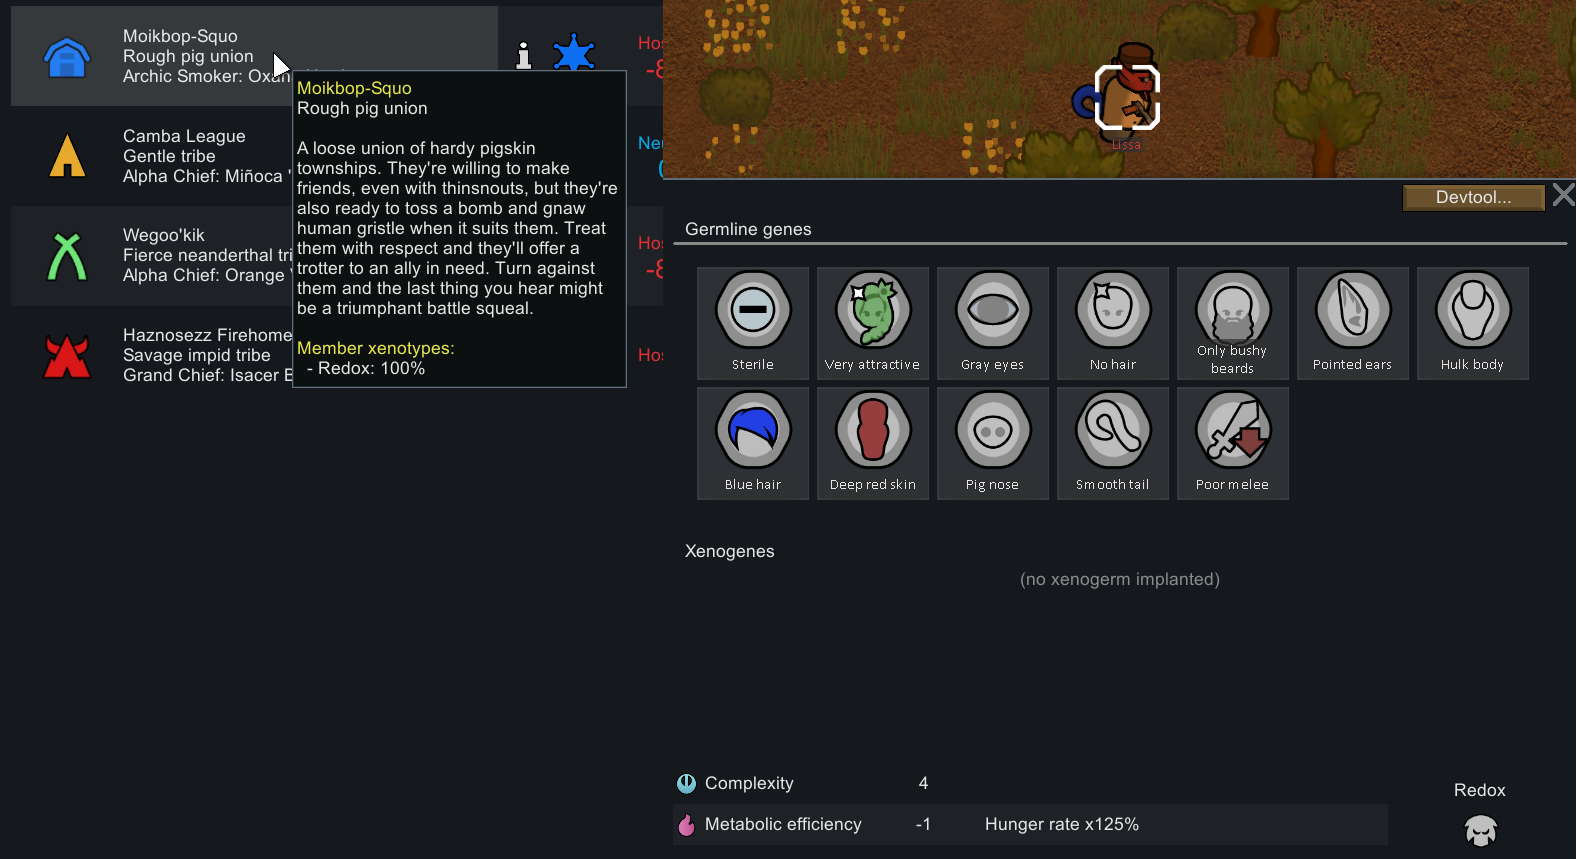 Moikbop-Squo
Rough pig union
Archic Smoker:
Moikbop-Squo
Rough pig union
A loose union of hardy pigskin
townships. They're willing to make
friends, even with thinsnouts, but they're
also ready to toss a bomb and gnaw
human gristle when it suits them. Treat
them with respect and they'll offer a
trotter to an ally in need. Turn against
them and the last thing you hear might
be a triumphant battle squeal.
Member xenotypes:
- Redox: 100%
Camba League
Gentle tribe
Alpha Chief: Miñoca '
Wegoo'kik
Fierce neanderthal tri
Alpha Chief: Orange
Haznosezz Firehome
Savage impid tribe
Grand Chief: Isacer
Hos
-8
Neu
Hos
-8
Hos
Lissa
Devtool...
Germline genes
Sterile
Very attractive
Gray eyes
No hair
Only bushy
beards
Pointed ears
Hulk body
Blue hair
Deep red skin
Pig nose
Smooth tail
Poor melee
Xenogenes
(no xenogerm implanted)
Complexity 4
Metabolic efficiency -1 Hunger rate x125%
Redox